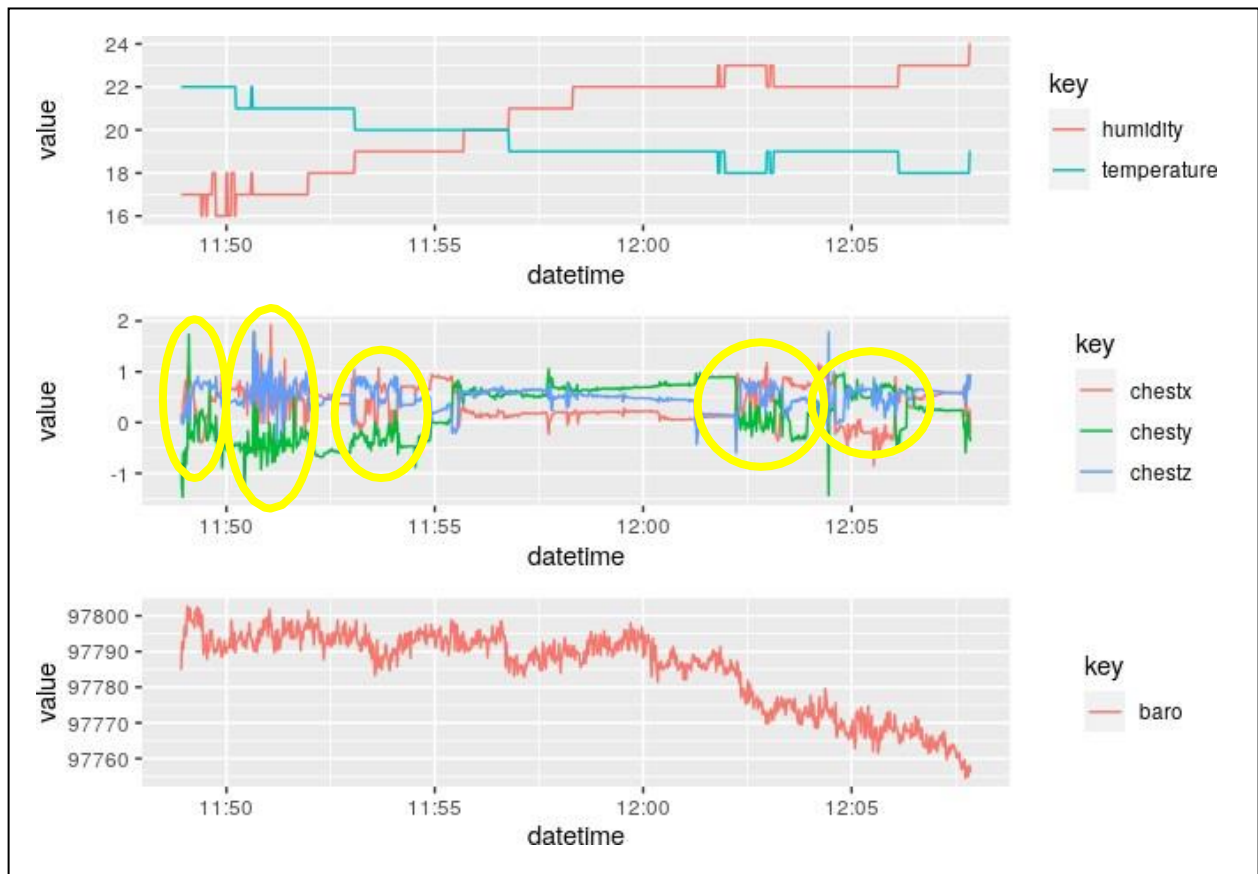 24
22
20
18
16
value
11:50 11:55 12:00 12:05
datetime
key
humidity
temperature
2
1
0
-1
value
11:50 11:55 12:00 12:05
datetime
key
chestx
chesty
chestz
97800
97790
97780
97770
97760
value
11:50 11:55 12:00 12:05
datetime
key
baro